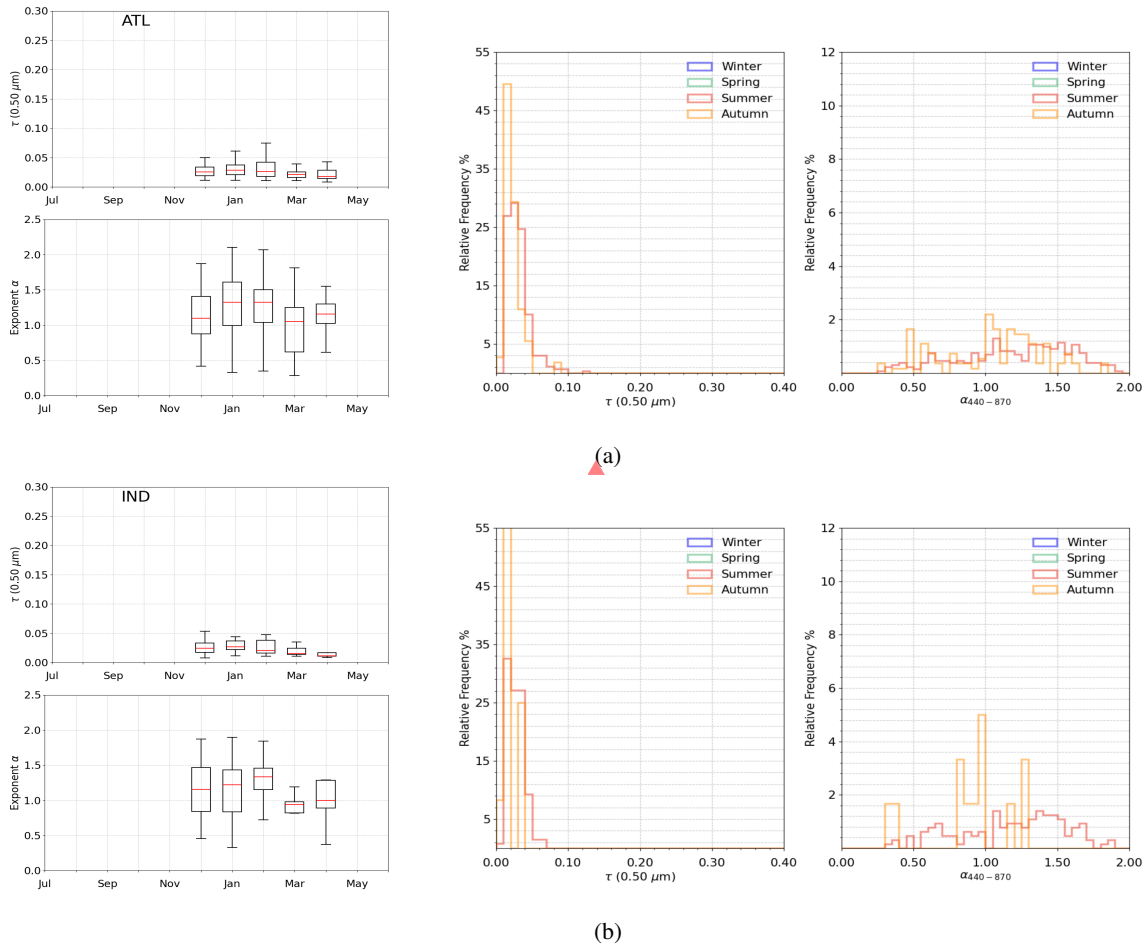 ATL
0.30
0.25
0.20
0.15
0.10
0.05
0.00
τ (0.50 μm)
Jul Sep Nov Jan Mar May
2.5
2.0
1.5
1.0
0.5
0.0
Exponent α
Jul Sep Nov Jan Mar May
55
45
35
25
15
5
Relative Frequency %
Winter
Spring
Summer
Autumn
0.00 0.10 0.20 0.30 0.40
τ (0.50 μm)
12
10
8
6
4
2
Relative Frequency %
Winter
Spring
Summer
Autumn
0.00 0.50 1.00 1.50 2.00
α440−870
(a)
IND
0.30
0.25
0.20
0.15
0.10
0.05
0.00
τ (0.50 μm)
Jul Sep Nov Jan Mar May
2.5
2.0
1.5
1.0
0.5
0.0
Exponent α
Jul Sep Nov Jan Mar May
55
45
35
25
15
5
Relative Frequency %
Winter
Spring
Summer
Autumn
0.00 0.10 0.20 0.30 0.40
τ (0.50 μm)
12
10
8
6
4
2
Relative Frequency %
Winter
Spring
Summer
Autumn
0.00 0.50 1.00 1.50 2.00
α440−870
(b)